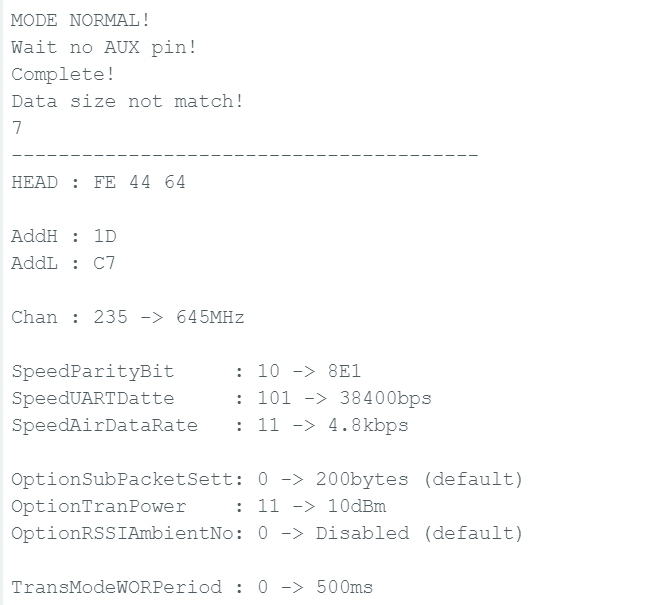 MODE NORMAL!
Wait no AUX pin!
Complete!
Data size not match!
7
----------------------------------------
HEAD : FE 44 64
AddH : 1D
AddL : C7
Chan : 235 -> 645MHz
SpeedParityBit     : 10 -> 8E1
SpeedUARTDatte     : 101 -> 38400bps
SpeedAirDataRate   : 11 -> 4.8kbps
OptionSubPacketSett: 0 -> 200bytes (default)
OptionTranPower    : 11 -> 10dBm
OptionRSSIAmbientNo: 0 -> Disabled (default)
TransModeWORPeriod : 0 -> 500ms